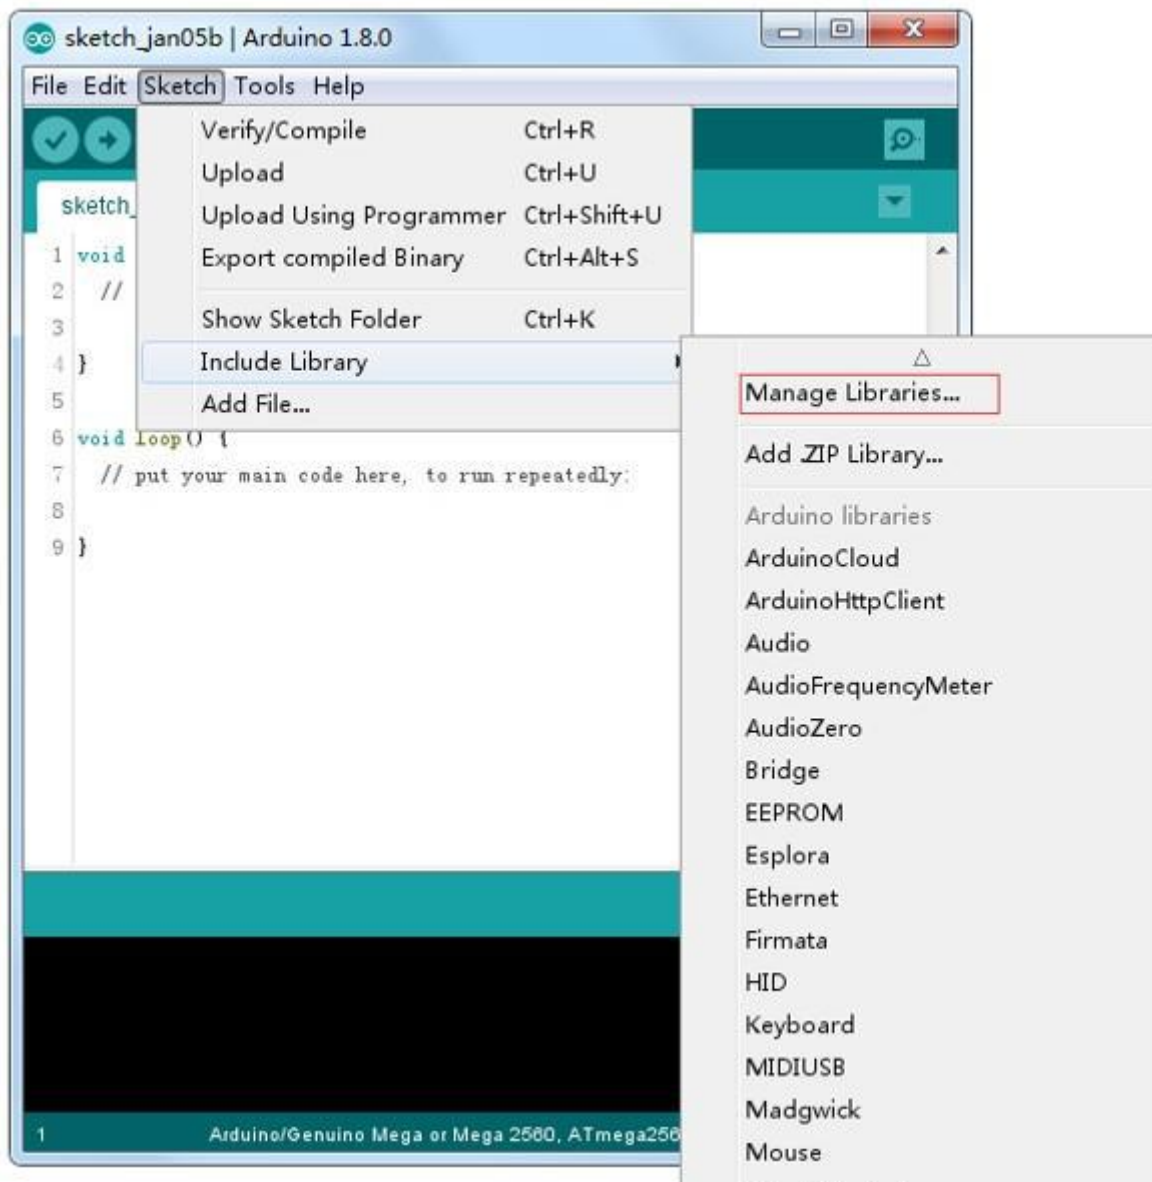 sketch_jan05b | Arduino 1.8.0
File Edit Sketch Tools Help
Verify/Compile Ctrl+R
Upload Ctrl+U
Upload Using Programmer Ctrl+Shift+U
Export compiled Binary Ctrl+Alt+S
Show Sketch Folder Ctrl+K
Include Library
Add File...
sketch_
1 void
2 //
3
4 }
5
6 void loop() {
7 // put your main code here, to run repeatedly:
8
9 }
Manage Libraries...
Add .ZIP Library...
Arduino libraries
ArduinoCloud
ArduinoHttpClient
Audio
AudioFrequencyMeter
AudioZero
Bridge
EEPROM
Esplora
Ethernet
Firmata
HID
Keyboard
MIDIUSB
Madgwick
Mouse
1 Arduino/Genuino Mega or Mega 2560, ATmega256